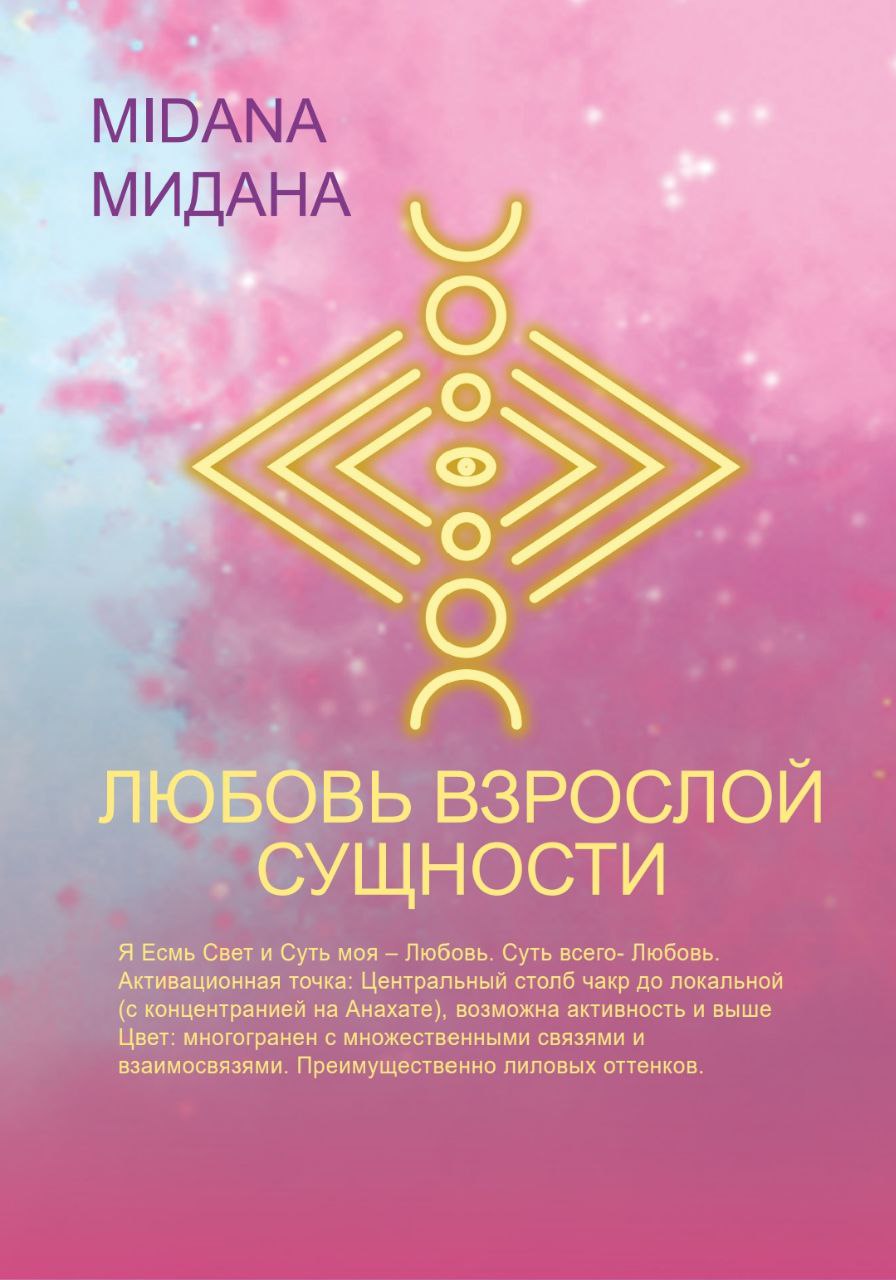 MIDANA
МИДАНА
ЛЮБОВЬ ВЗРОСЛОЙ
СУЩНОСТИ
Я Есмь Свет и Суть моя – Любовь. Суть всего- Любовь.
Активационная точка: Центральный столб чакр до локальной
(с концентранией на Анахате), возможна активность и выше
Цвет: многогранен с множественными связями и
взаимосвязями. Преимущественно лиловых оттенков.